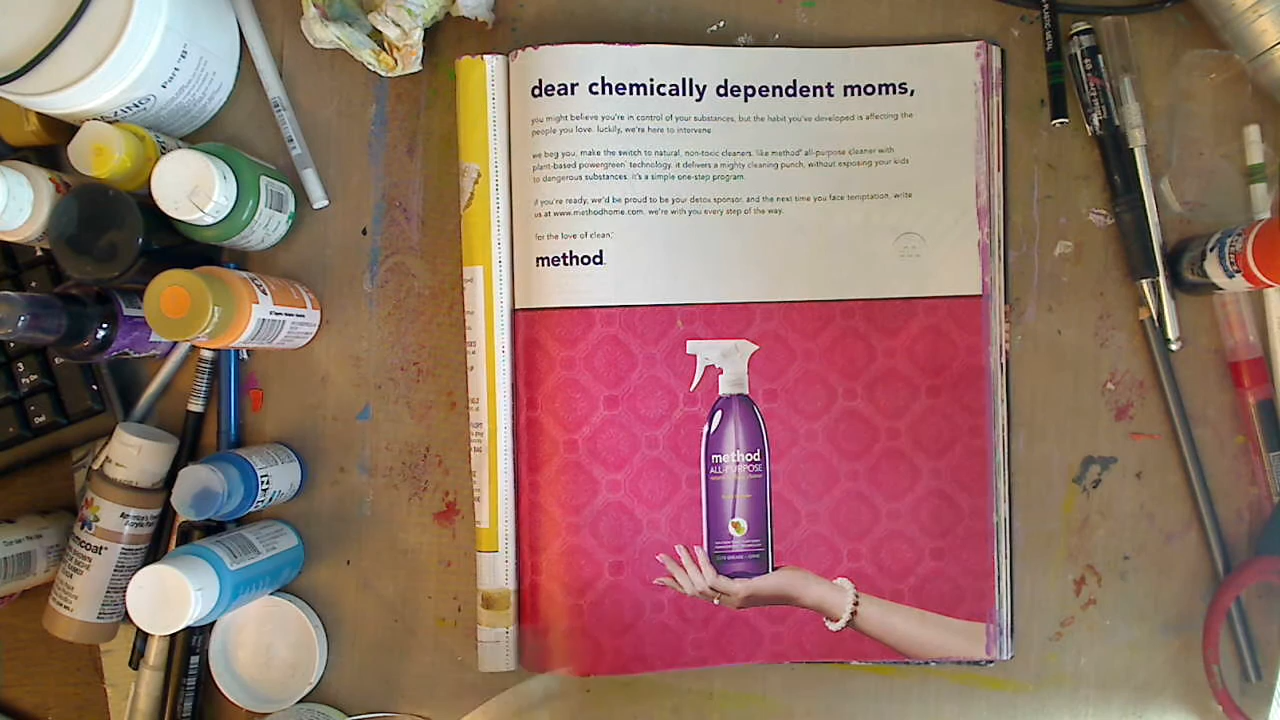 dear chemically dependent moms,
you might believe you're in control of your substances, but the habit you've developed is affecting the
people you love. luckily, we're here to intervene.
we beg you, make the switch to natural, non-toxic cleaners. like method® all-purpose cleaner with
plant-based powergreen™ technology. it delivers a mighty cleaning punch, without exposing your kids
to dangerous substances. it's a simple one-step program.
if you're ready, we'd be proud to be your detox sponsor. and the next time you face temptation, write
us at www.methodhome.com. we're with you every step of the way.
for the love of clean,
method.
method
ALL-PURPOSE
Part "B"